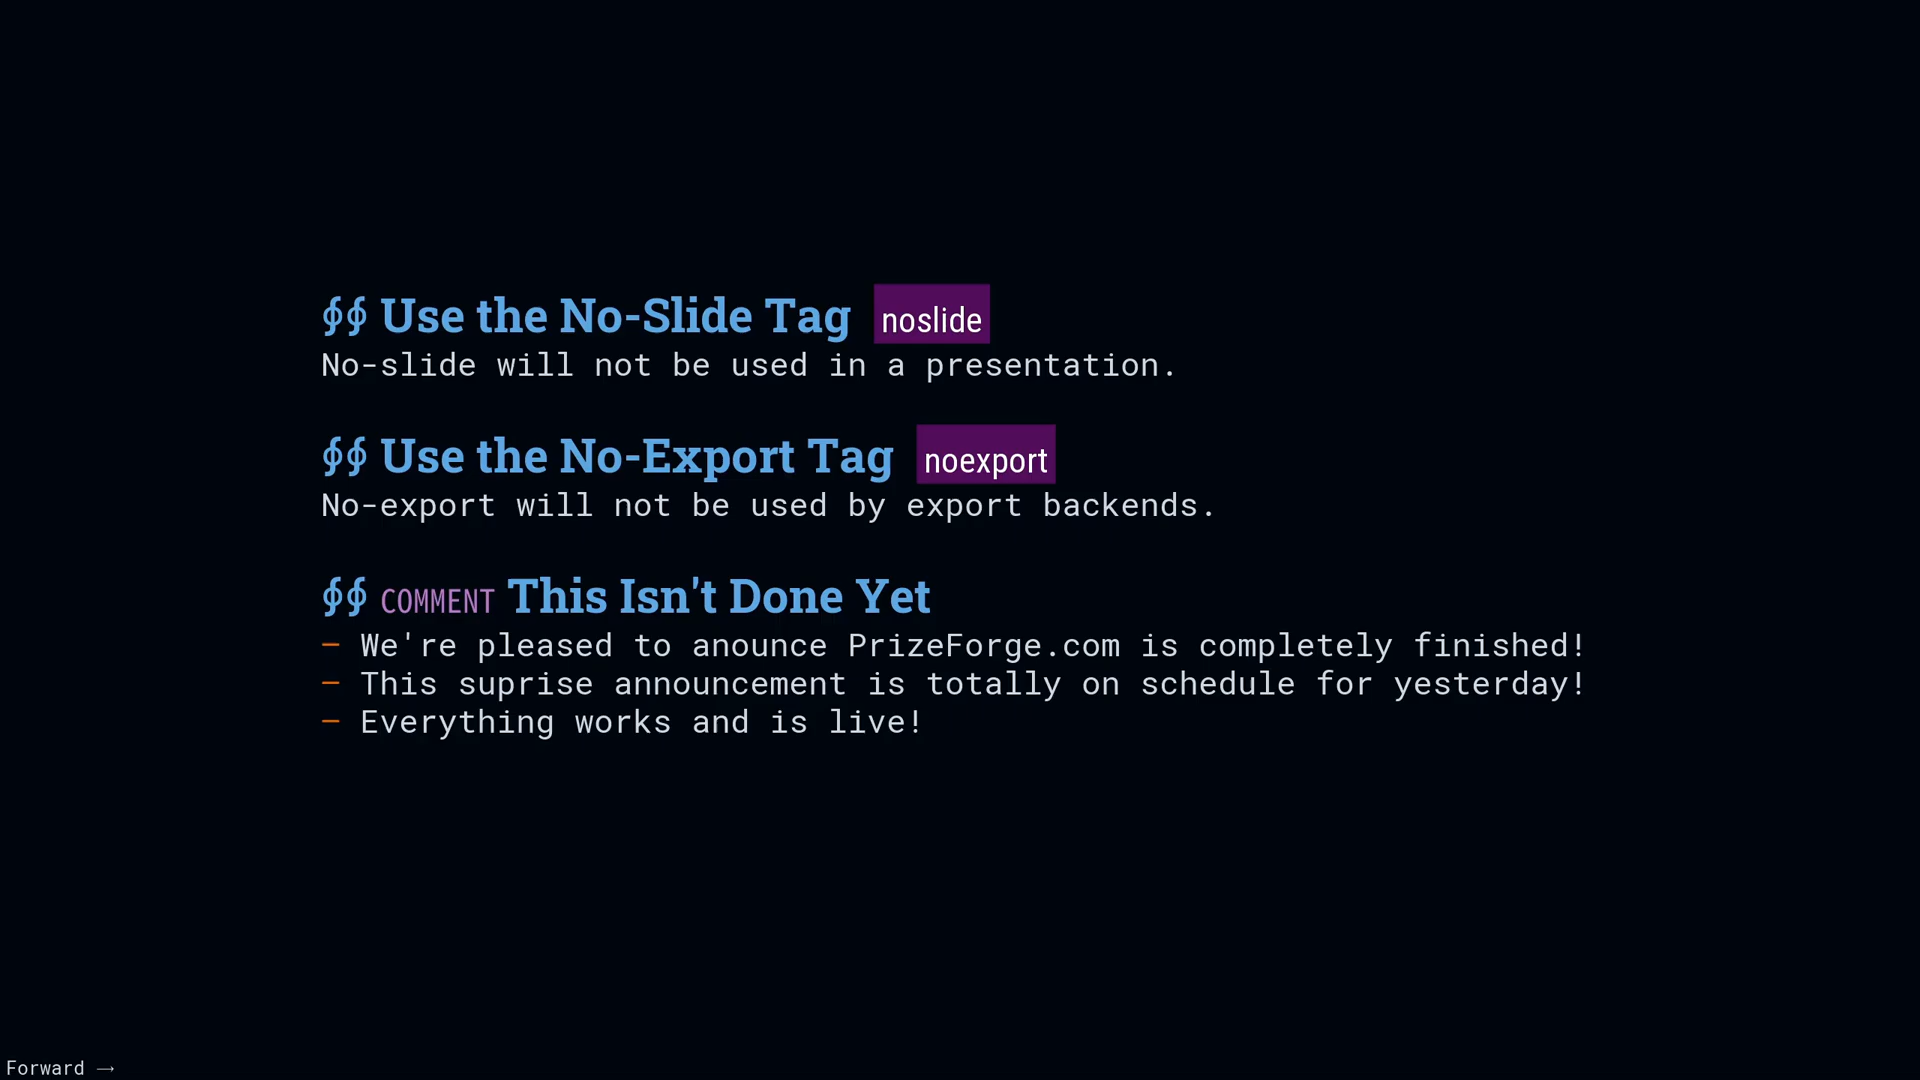 ∮∮ Use the No-Slide Tag noslide
No-slide will not be used in a presentation.
∮∮ Use the No-Export Tag noexport
No-export will not be used by export backends.
∮∮ COMMENT This Isn't Done Yet
— We're pleased to anounce PrizeForge.com is completely finished!
— This suprise announcement is totally on schedule for yesterday!
— Everything works and is live!
Forward →